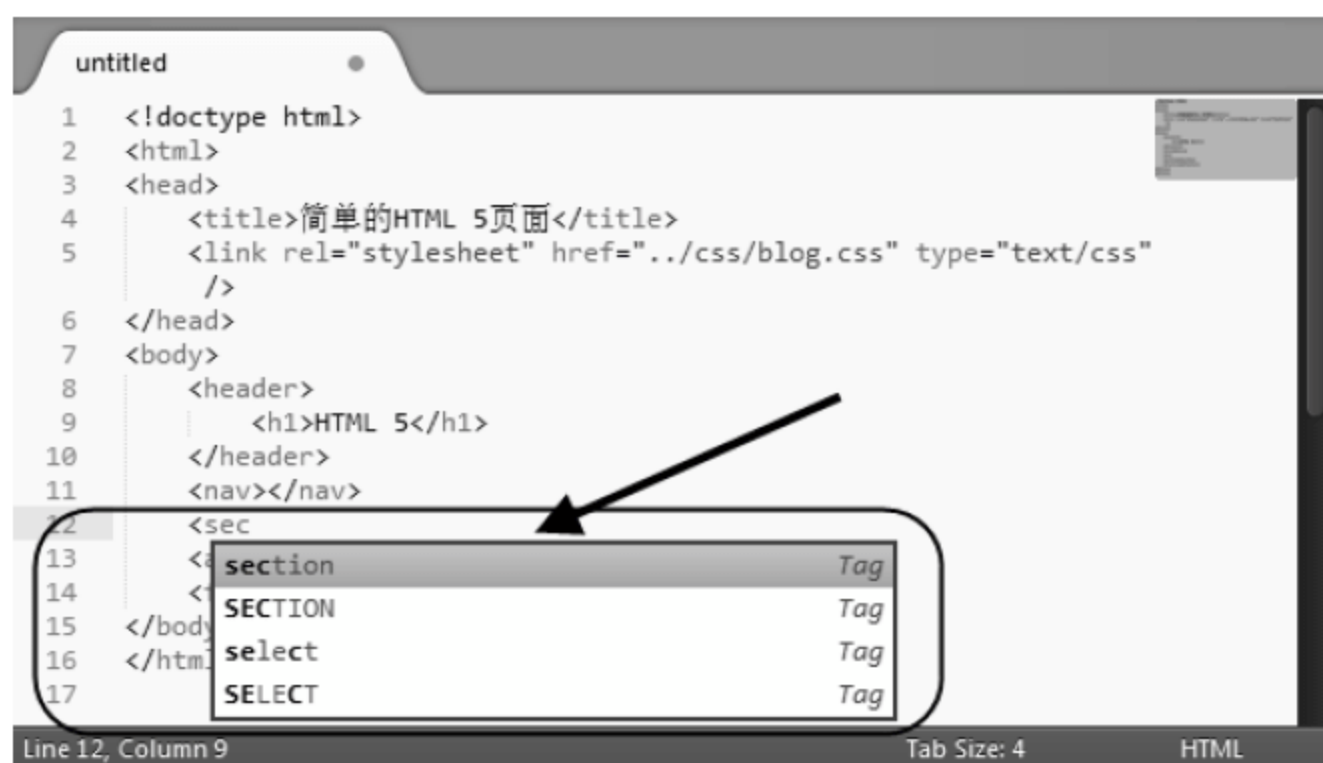 untitled
1 <!doctype html>
2 <html>
3 <head>
4 <title>简单的HTML 5页面</title>
5 <link rel="stylesheet" href="../css/blog.css" type="text/css"
/>
6 </head>
7 <body>
8 <header>
9 <h1>HTML 5</h1>
10 </header>
11 <nav></nav>
12 <sec
13 <a
section Tag
14 <
SECTION Tag
15 </body
select Tag
16 </html
SELECT Tag
17
Line 12, Column 9 Tab Size: 4 HTML